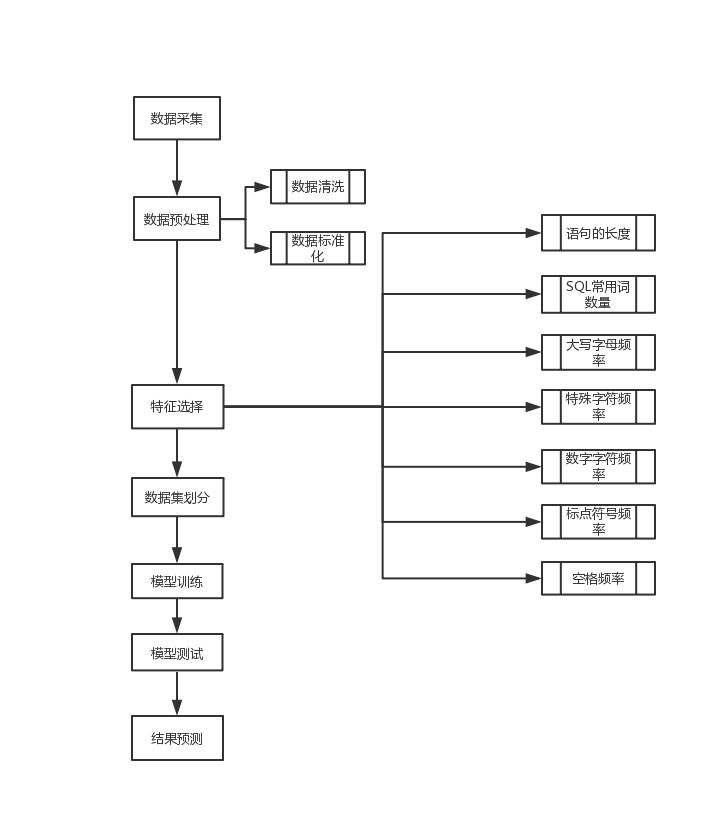 数据采集
数据预处理
数据清洗
数据标准
化
特征选择
语句的长度
SQL常用词
数量
大写字母频
率
特殊字符频
率
数字字符频
率
标点符号频
率
空格频率
数据集划分
模型训练
模型测试
结果预测